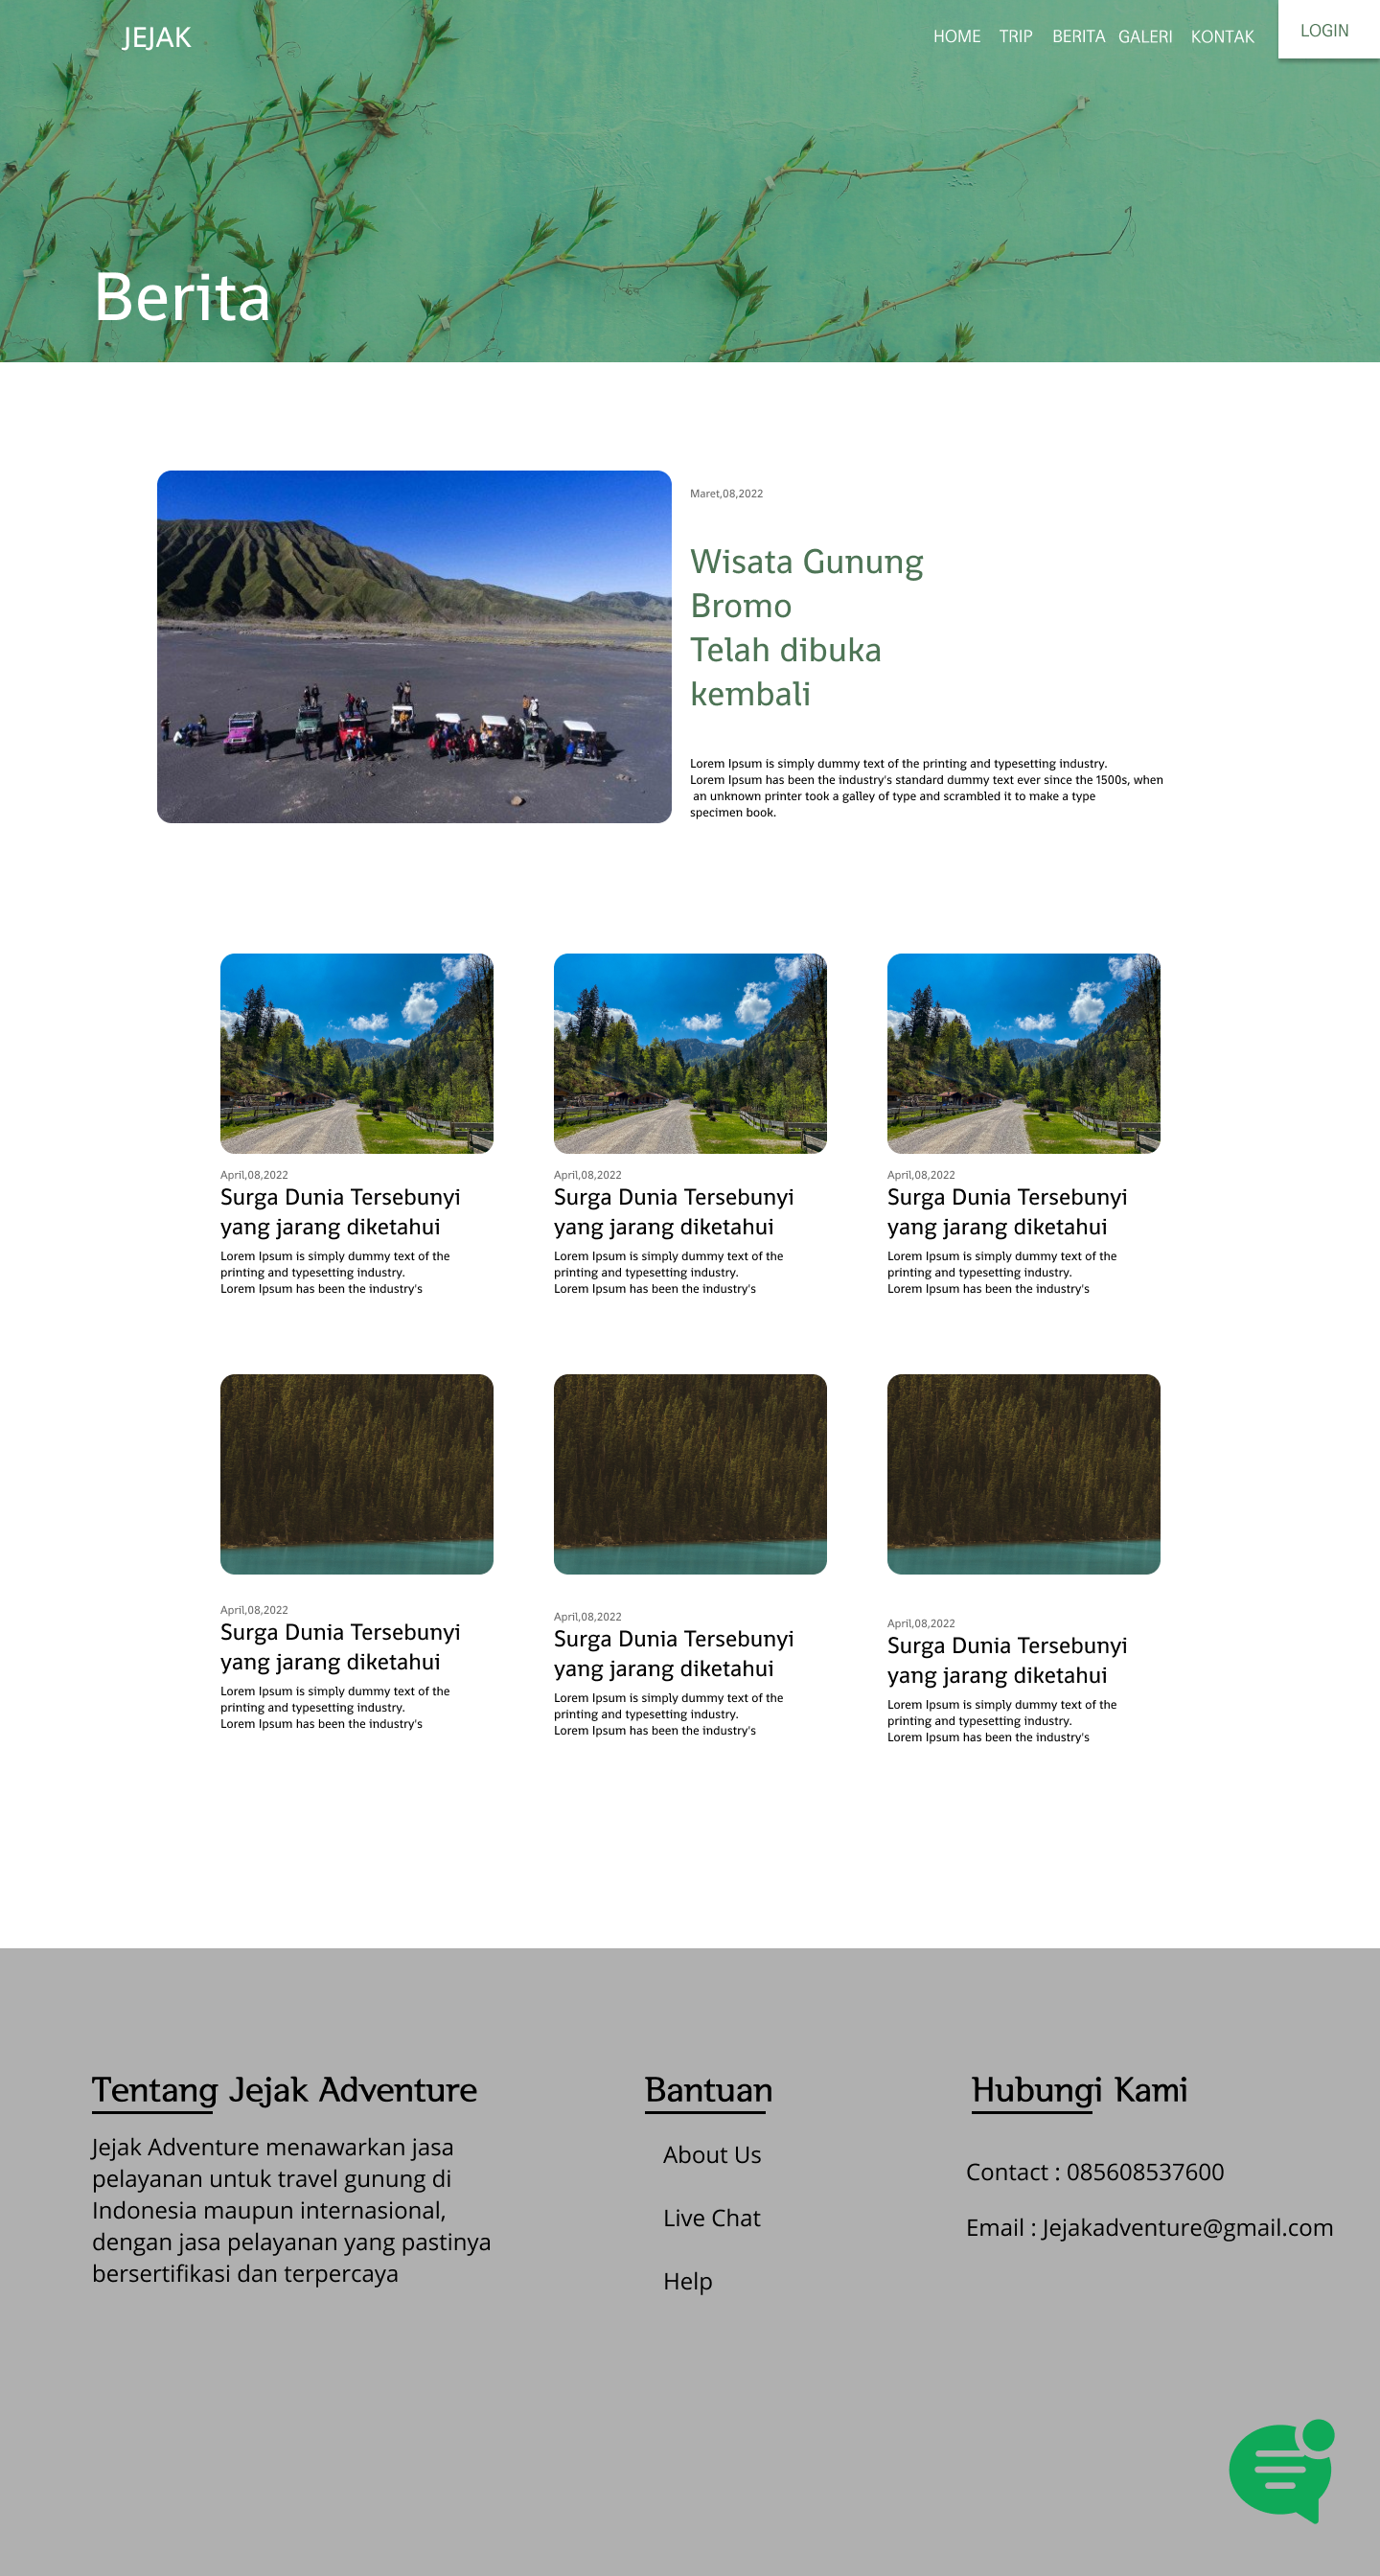 JEJAK
HOME TRIP BERITA GALERI KONTAK LOGIN
Berita
Maret,08,2022
Wisata Gunung
Bromo
Telah dibuka
kembali
Lorem Ipsum is simply dummy text of the printing and typesetting industry.
Lorem Ipsum has been the industry's standard dummy text ever since the 1500s, when
an unknown printer took a galley of type and scrambled it to make a type
specimen book.
April,08,2022
Surga Dunia Tersebunyi
yang jarang diketahui
Lorem Ipsum is simply dummy text of the
printing and typesetting industry.
Lorem Ipsum has been the industry's
April,08,2022
Surga Dunia Tersebunyi
yang jarang diketahui
Lorem Ipsum is simply dummy text of the
printing and typesetting industry.
Lorem Ipsum has been the industry's
April,08,2022
Surga Dunia Tersebunyi
yang jarang diketahui
Lorem Ipsum is simply dummy text of the
printing and typesetting industry.
Lorem Ipsum has been the industry's
April,08,2022
Surga Dunia Tersebunyi
yang jarang diketahui
Lorem Ipsum is simply dummy text of the
printing and typesetting industry.
Lorem Ipsum has been the industry's
April,08,2022
Surga Dunia Tersebunyi
yang jarang diketahui
Lorem Ipsum is simply dummy text of the
printing and typesetting industry.
Lorem Ipsum has been the industry's
April,08,2022
Surga Dunia Tersebunyi
yang jarang diketahui
Lorem Ipsum is simply dummy text of the
printing and typesetting industry.
Lorem Ipsum has been the industry's
Tentang Jejak Adventure
Jejak Adventure menawarkan jasa
pelayanan untuk travel gunung di
Indonesia maupun internasional,
dengan jasa pelayanan yang pastinya
bersertifikasi dan terpercaya
Bantuan
About Us
Live Chat
Help
Hubungi Kami
Contact : 085608537600
Email : Jejakadventure@gmail.com